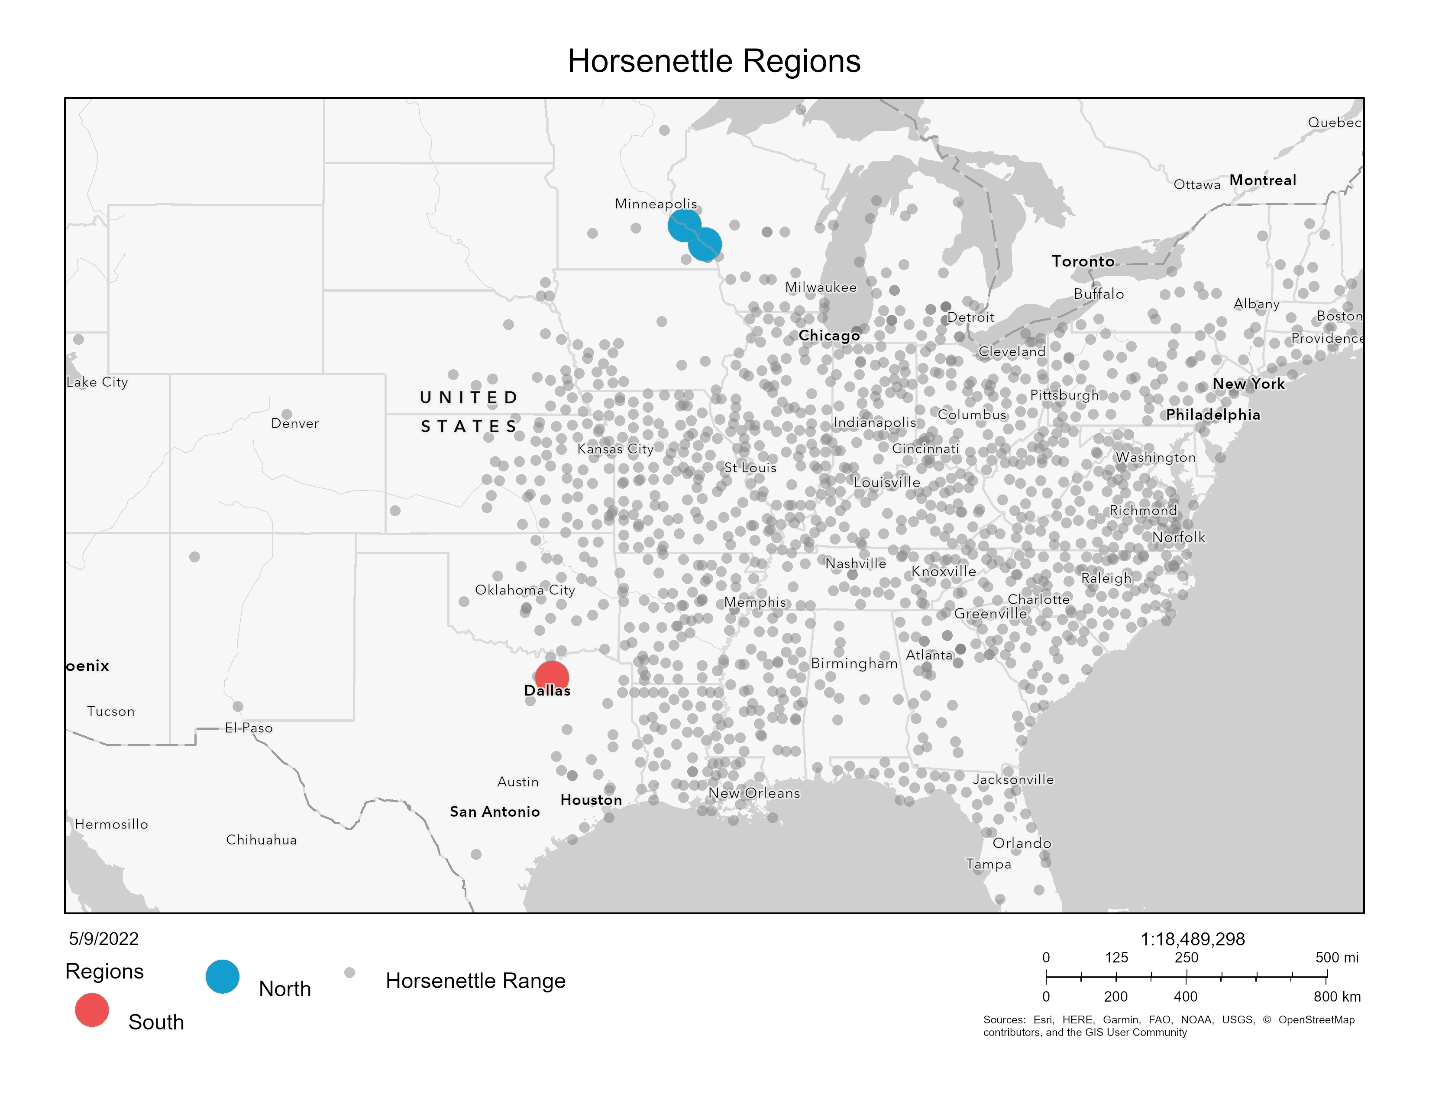 Horsenettle Regions
Quebec
Ottawa Montreal
Minneapolis
Toronto
Milwaukee
Buffalo
Albany
Detroit
Boston
Chicago
Providence
Cleveland
Lake City
New York
UNITED
STATES
Pittsburgh
Denver
Indianapolis
Columbus
Philadelphia
Kansas City
Cincinnati
Washington
St Louis
Louisville
Richmond
Norfolk
Nashville
Knoxville
Raleigh
Oklahoma City
Memphis
Charlotte
Greenville
oenix
Birmingham
Atlanta
Dallas
Tucson
El Paso
Austin
Jacksonville
New Orleans
San Antonio
Houston
Hermosillo
Chihuahua
Orlando
Tampa
5/9/2022
Regions
North
Horsenettle Range
South
1:18,489,298
0 125 250 500 mi
0 200 400 800 km
Sources: Esri, HERE, Garmin, FAO, NOAA, USGS, © OpenStreetMap
contributors, and the GIS User Community